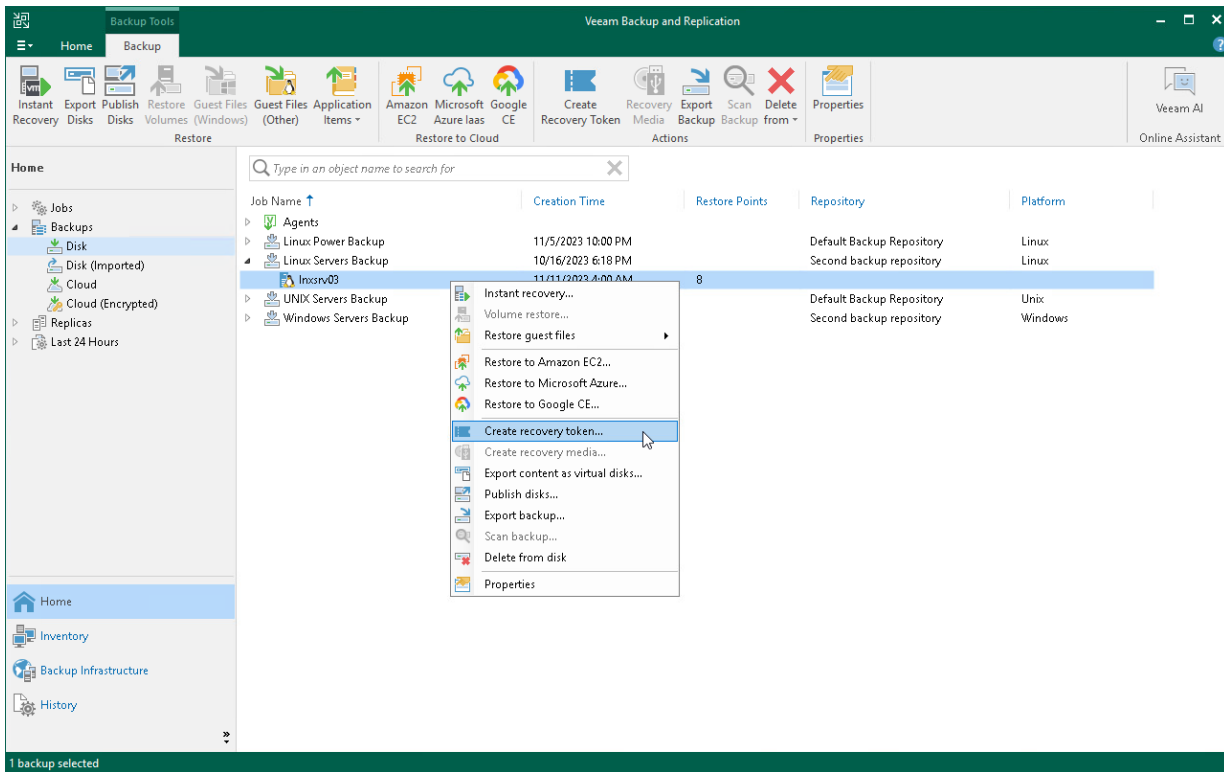 Backup Tools
Veeam Backup and Replication
Home Backup
Instant Recovery
Export Disks
Publish Disks
Restore Volumes
Guest Files (Windows)
Guest Files (Other)
Application Items
Amazon EC2
Microsoft Azure Iaas
Google CE
Create Recovery Token
Recovery Media
Export Backup
Scan Backup
Delete from
Properties
Veeam AI
Restore
Restore to Cloud
Actions
Properties
Online Assistant
Home
Type in an object name to search for
Jobs
Backups
Disk
Disk (Imported)
Cloud
Cloud (Encrypted)
Replicas
Last 24 Hours
Job Name Creation Time Restore Points Repository Platform
Agents
Linux Power Backup 11/5/2023 10:00 PM Default Backup Repository Linux
Linux Servers Backup 10/16/2023 6:18 PM Second backup repository Linux
lnxsrv03 11/11/2023 4:00 AM 8
UNIX Servers Backup Default Backup Repository Unix
Windows Servers Backup Second backup repository Windows
Instant recovery...
Volume restore...
Restore guest files
Restore to Amazon EC2...
Restore to Microsoft Azure...
Restore to Google CE...
Create recovery token...
Create recovery media...
Export content as virtual disks...
Publish disks...
Export backup...
Scan backup...
Delete from disk
Properties
Home
Inventory
Backup Infrastructure
History
1 backup selected